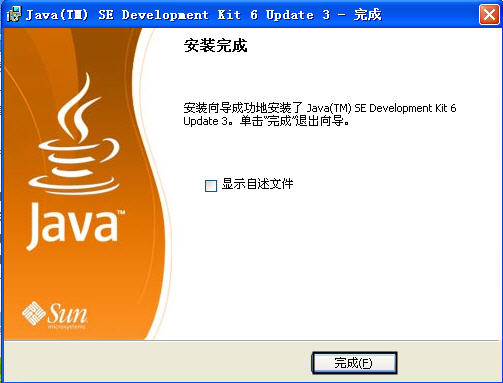 Java(TM) SE Development Kit 6 Update 3 - 完成
安装完成
安装向导成功地安装了 Java(TM) SE Development Kit 6
Update 3。单击“完成”退出向导。
显示自述文件
Java™
Sun
microsystems
完成(F)